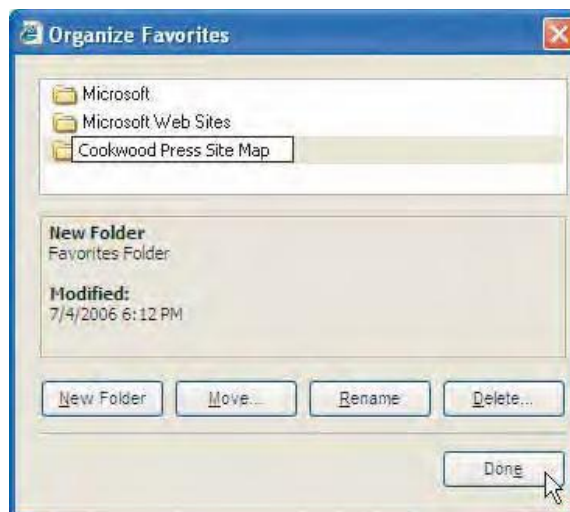 Organize Favorites
Microsoft
Microsoft Web Sites
Cookwood Press Site Map
New Folder
Favorites Folder
Modified:
7/4/2006 6:12 PM
New Folder Move... Rename Delete...
Done